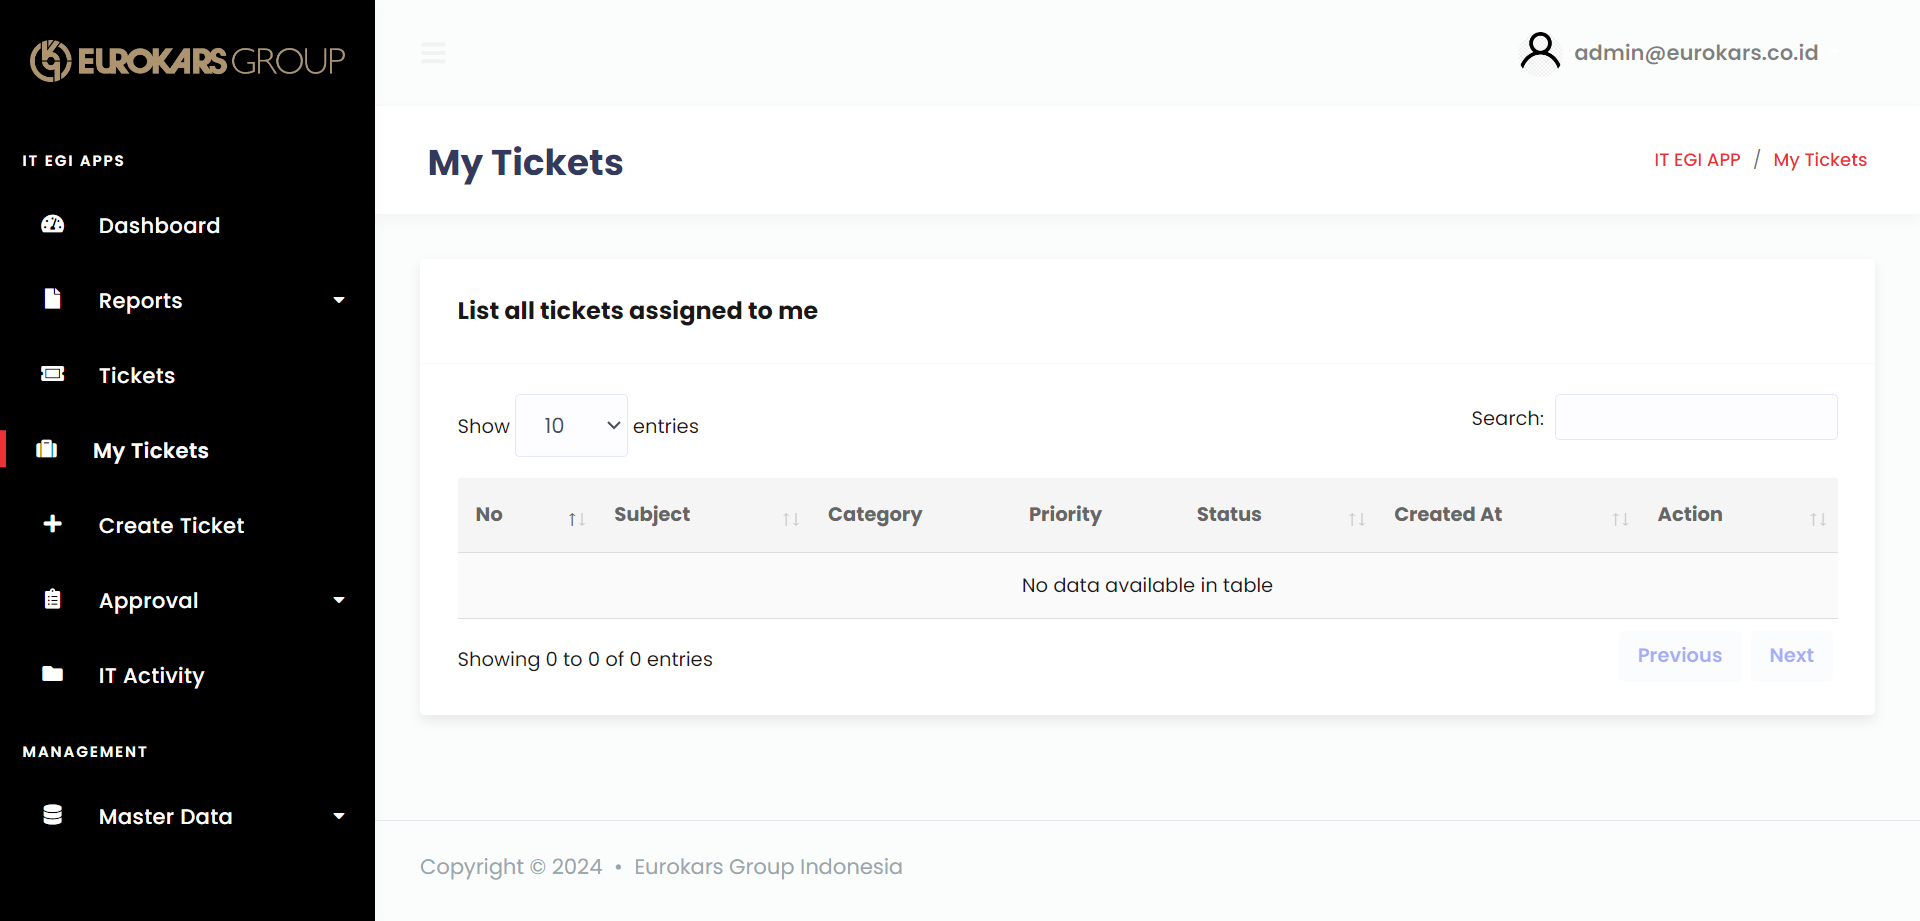 EUROKARS GROUP
admin@eurokars.co.id
IT EGI APPS
Dashboard
Reports
Tickets
My Tickets
Create Ticket
Approval
IT Activity
MANAGEMENT
Master Data
My Tickets
IT EGI APP / My Tickets
List all tickets assigned to me
Show 10 entries
Search:
No Subject Category Priority Status Created At Action
No data available in table
Showing 0 to 0 of 0 entries
Previous Next
Copyright © 2024 • Eurokars Group Indonesia